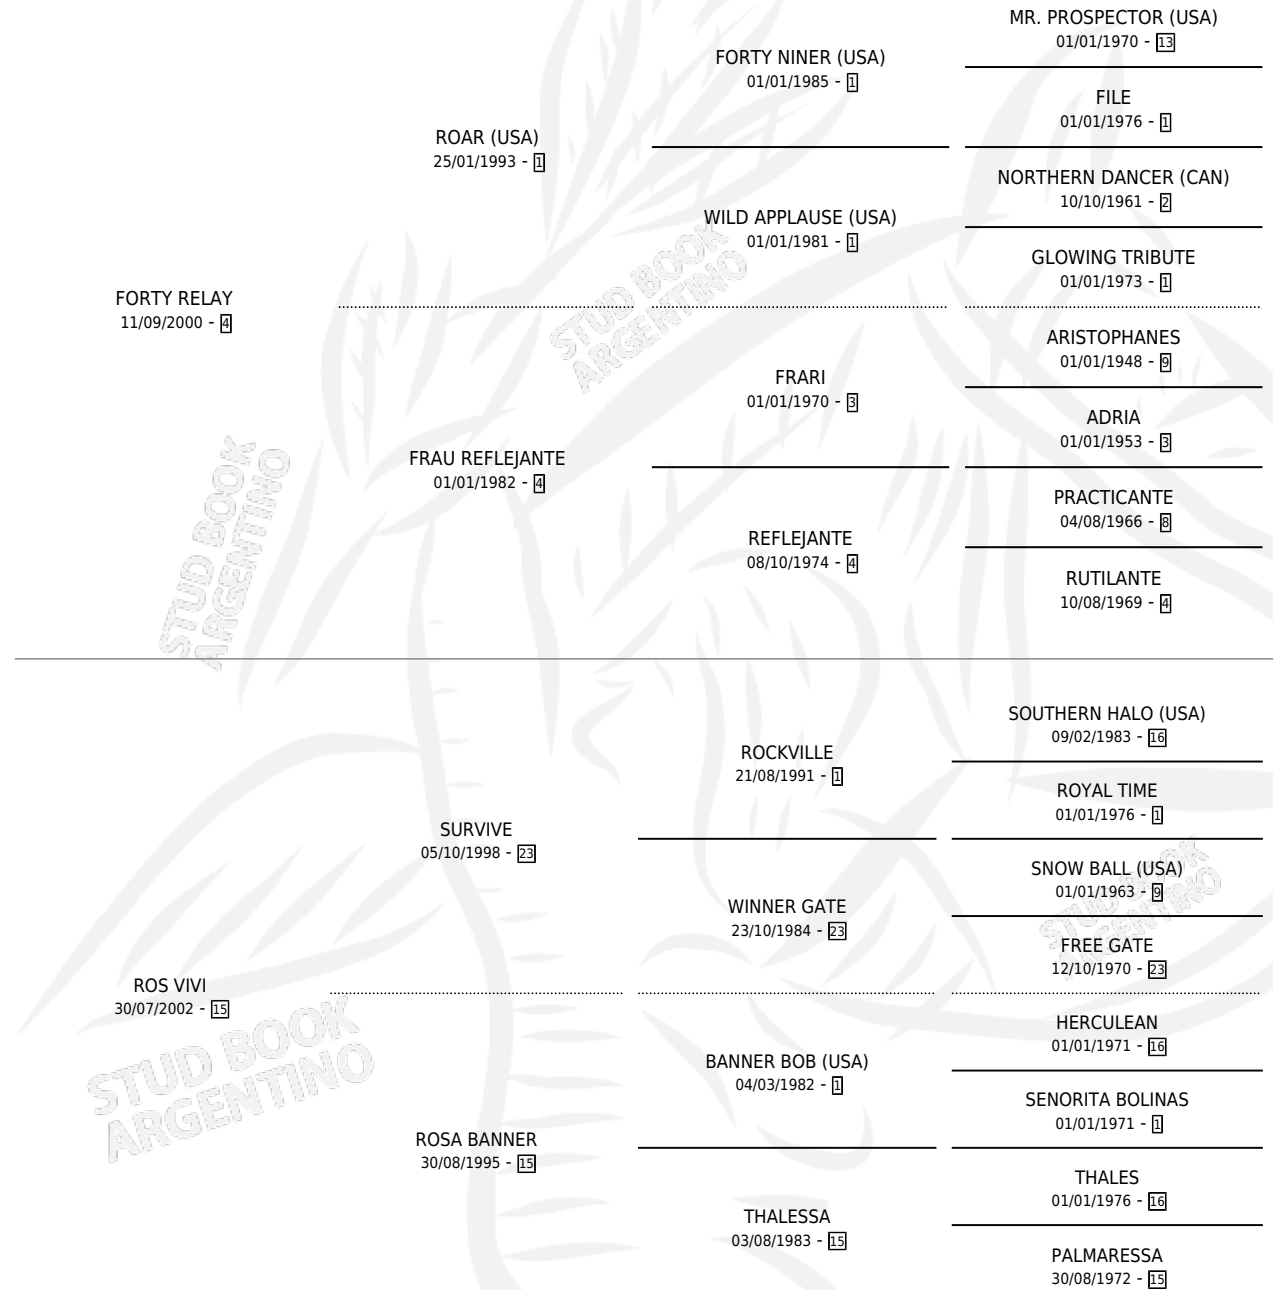 MR. PROSPECTOR (USA)
01/01/1970 - 13
FORTY NINER (USA)
01/01/1985 - 1
FILE
01/01/1976 - 1
ROAR (USA)
25/01/1993 - 1
NORTHERN DANCER (CAN)
10/10/1961 - 2
WILD APPLAUSE (USA)
01/01/1981 - 1
GLOWING TRIBUTE
01/01/1973 - 1
FORTY RELAY
11/09/2000 - 4
ARISTOPHANES
01/01/1948 - 9
FRARI
01/01/1970 - 3
ADRIA
01/01/1953 - 3
FRAU REFLEJANTE
01/01/1982 - 4
PRACTICANTE
04/08/1966 - 8
REFLEJANTE
08/10/1974 - 4
RUTILANTE
10/08/1969 - 4
SOUTHERN HALO (USA)
09/02/1983 - 16
ROCKVILLE
21/08/1991 - 1
ROYAL TIME
01/01/1976 - 1
SURVIVE
05/10/1998 - 23
SNOW BALL (USA)
01/01/1963 - 9
WINNER GATE
23/10/1984 - 23
FREE GATE
12/10/1970 - 23
ROS VIVI
30/07/2002 - 15
HERCULEAN
01/01/1971 - 16
BANNER BOB (USA)
04/03/1982 - 1
SENORITA BOLINAS
01/01/1971 - 1
ROSA BANNER
30/08/1995 - 15
THALES
01/01/1976 - 16
THALESSA
03/08/1983 - 15
PALMARESSA
30/08/1972 - 15
STUD BOOK
ARGENTINO
STUD BOOK
ARGENTINO
STUD BOOK
ARGENTINO
STUD BOOK
ARGENTINO